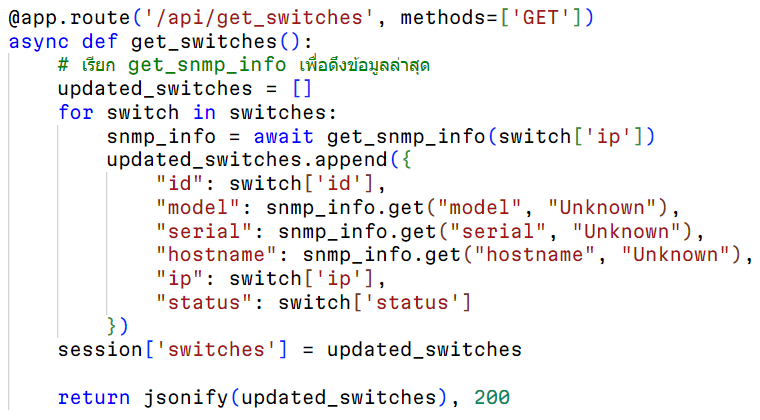 @app.route('/api/get_switches', methods=['GET'])
async def get_switches():
    # เรียก get_snmp_info เพื่อดึงข้อมูลล่าสุด
    updated_switches = []
    for switch in switches:
        snmp_info = await get_snmp_info(switch['ip'])
        updated_switches.append({
            "id": switch['id'],
            "model": snmp_info.get("model", "Unknown"),
            "serial": snmp_info.get("serial", "Unknown"),
            "hostname": snmp_info.get("hostname", "Unknown"),
            "ip": switch['ip'],
            "status": switch['status']
        })
    session['switches'] = updated_switches
    return jsonify(updated_switches), 200